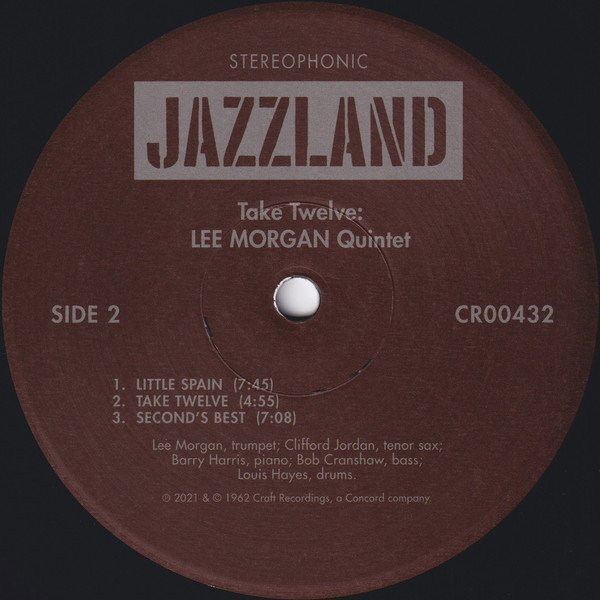 STEREOPHONIC
JAZZLAND
Take Twelve:
LEE MORGAN Quintet
SIDE 2
CR00432
1. LITTLE SPAIN (7:45)
2. TAKE TWELVE (4:55)
3. SECOND'S BEST (7:08)
Lee Morgan, trumpet; Clifford Jordan, tenor sax;
Barry Harris, piano; Bob Cranshaw, bass;
Louis Hayes, drums.
℗ 2021 & © 1962 Craft Recordings, a Concord company.